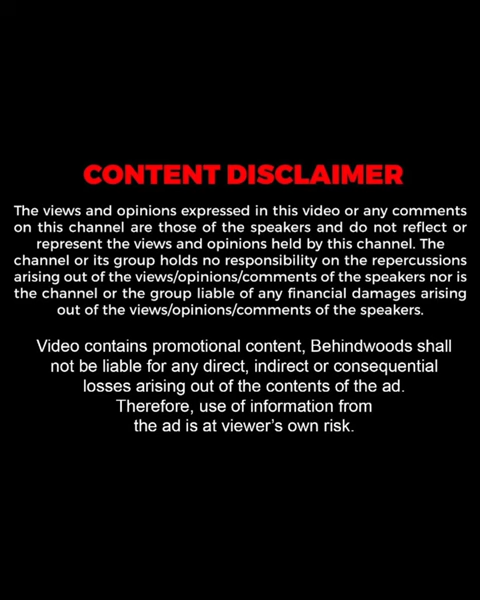 CONTENT DISCLAIMER
The views and opinions expressed in this video or any comments
on this channel are those of the speakers and do not reflect or
represent the views and opinions held by this channel. The
channel or its group holds no responsibility on the repercussions
arising out of the views/opinions/comments of the speakers nor is
the channel or the group liable of any financial damages arising
out of the views/opinions/comments of the speakers.
Video contains promotional content, Behindwoods shall
not be liable for any direct, indirect or consequential
losses arising out of the contents of the ad.
Therefore, use of information from
the ad is at viewer's own risk.